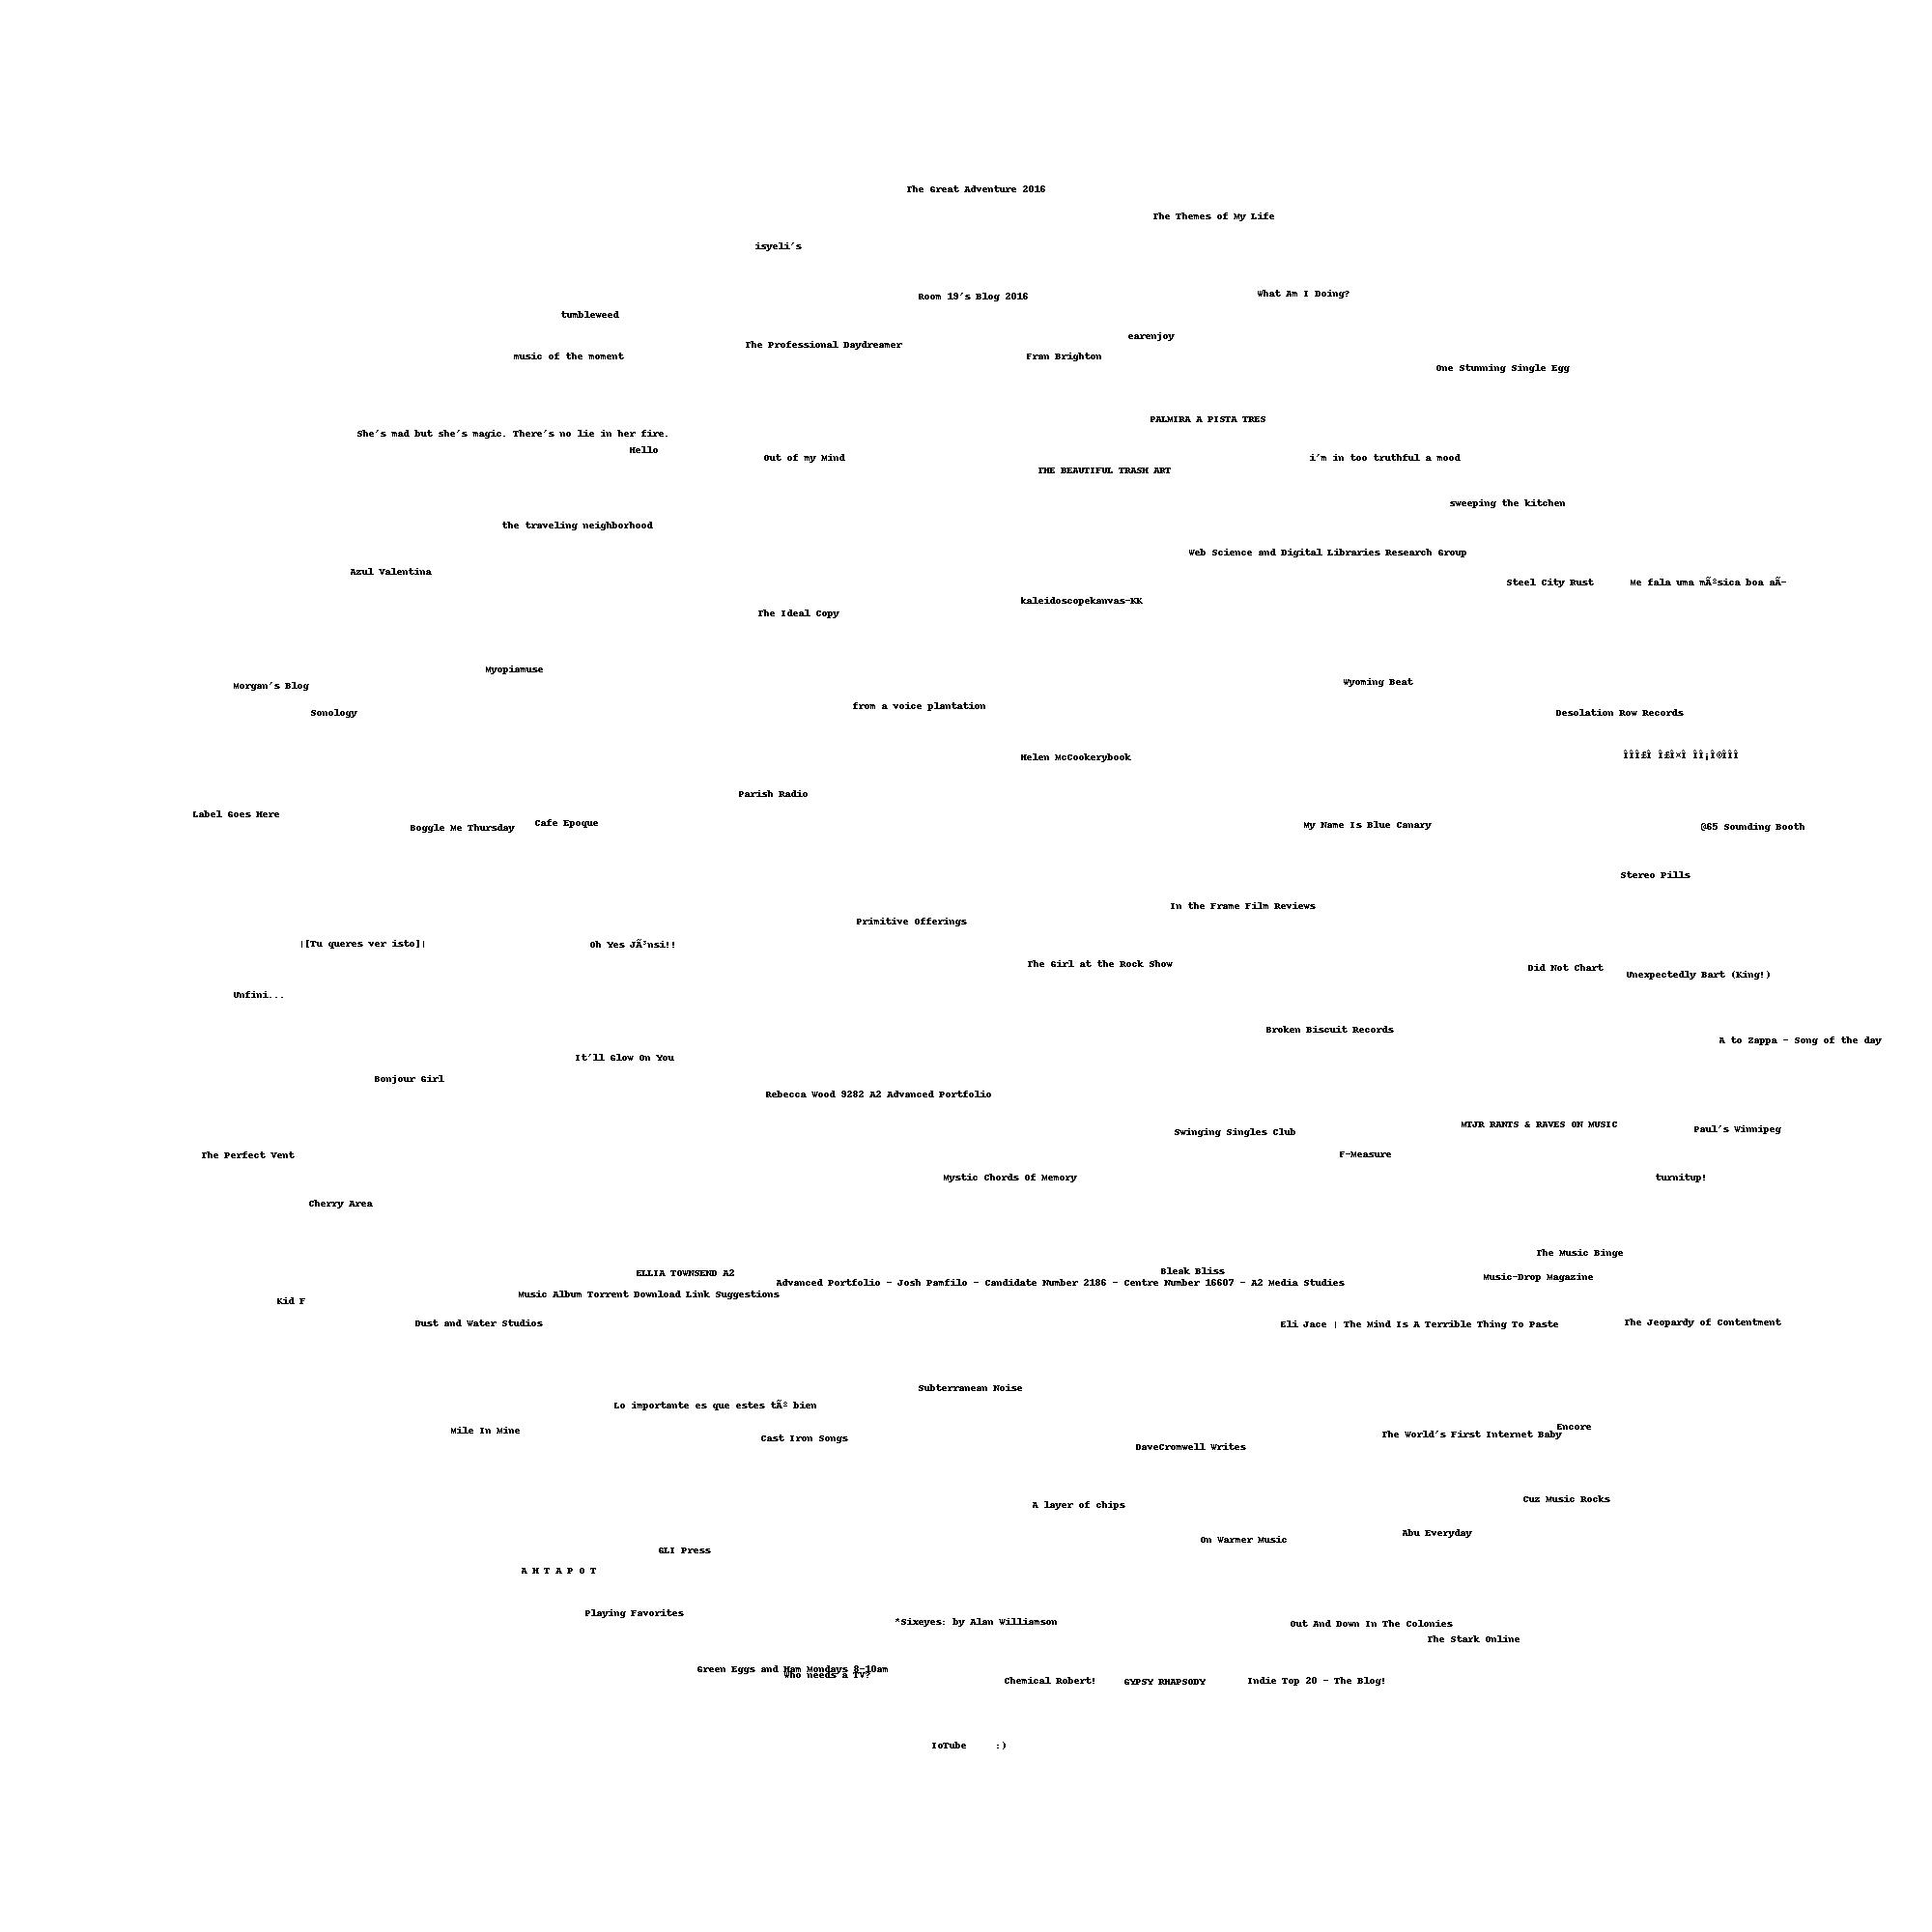 The Great Adventure 2016
The Themes of My Life
isyeli's
What Am I Doing?
Room 19's Blog 2016
tumbleweed
earenjoy
The Professional Daydreamer
music of the moment
Fran Brighton
One Stunning Single Egg
PALMIRA A PISTA TRES
She's mad but she's magic. There's no lie in her fire.
Hello
Out of my Mind
i'm in too truthful a mood
THE BEAUTIFUL TRASH ART
sweeping the kitchen
the traveling neighborhood
Web Science and Digital Libraries Research Group
Azul Valentina
Steel City Rust
Me fala uma mÃºsica boa aÃ­
kaleidoscopekanvas-KK
The Ideal Copy
Myopiamuse
Wyoming Beat
Morgan's Blog
from a voice plantation
Sonology
Desolation Row Records
Helen McCookerybook
Parish Radio
Label Goes Here
Cafe Epoque
My Name Is Blue Canary
@65 Sounding Booth
Boggle Me Thursday
Stereo Pills
In the Frame Film Reviews
Primitive Offerings
|[Tu queres ver isto]|
Oh Yes JÃ³nsi!!
The Girl at the Rock Show
Did Not Chart
Unexpectedly Bart (King!)
Unfini...
Broken Biscuit Records
A to Zappa - Song of the day
It'll Glow On You
Bonjour Girl
Rebecca Wood 9282 A2 Advanced Portfolio
MTJR RANTS & RAVES ON MUSIC
Paul's Winnipeg
Swinging Singles Club
F-Measure
The Perfect Vent
Mystic Chords Of Memory
turnitup!
Cherry Area
The Music Binge
Bleak Bliss
ELLIA TOWNSEND A2
Music-Drop Magazine
Advanced Portfolio - Josh Pamfilo - Candidate Number 2186 - Centre Number 16607 - A2 Media Studies
Music Album Torrent Download Link Suggestions
Kid F
The Jeopardy of Contentment
Dust and Water Studios
Eli Jace | The Mind Is A Terrible Thing To Paste
Subterranean Noise
Lo importante es que estes tÃº bien
Encore
Mile In Mine
The World's First Internet Baby
Cast Iron Songs
DaveCromwell Writes
Cuz Music Rocks
A layer of chips
Abu Everyday
On Warmer Music
GLI Press
A H T A P O T
Playing Favorites
*Sixeyes: by Alan Williamson
Out And Down In The Colonies
The Stark Online
Green Eggs and Ham Mondays 8-10am
Who needs a TV?
Chemical Robert!
GYPSY RHAPSODY
Indie Top 20 - The Blog!
IoTube     :)